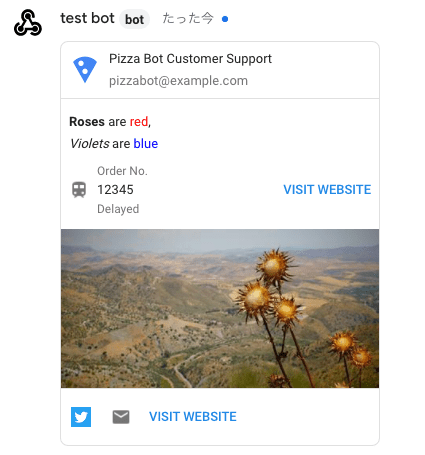 test bot bot たった今
Pizza Bot Customer Support
pizzabot@example.com
Roses are red,
Violets are blue
Order No.
12345
VISIT WEBSITE
Delayed
VISIT WEBSITE